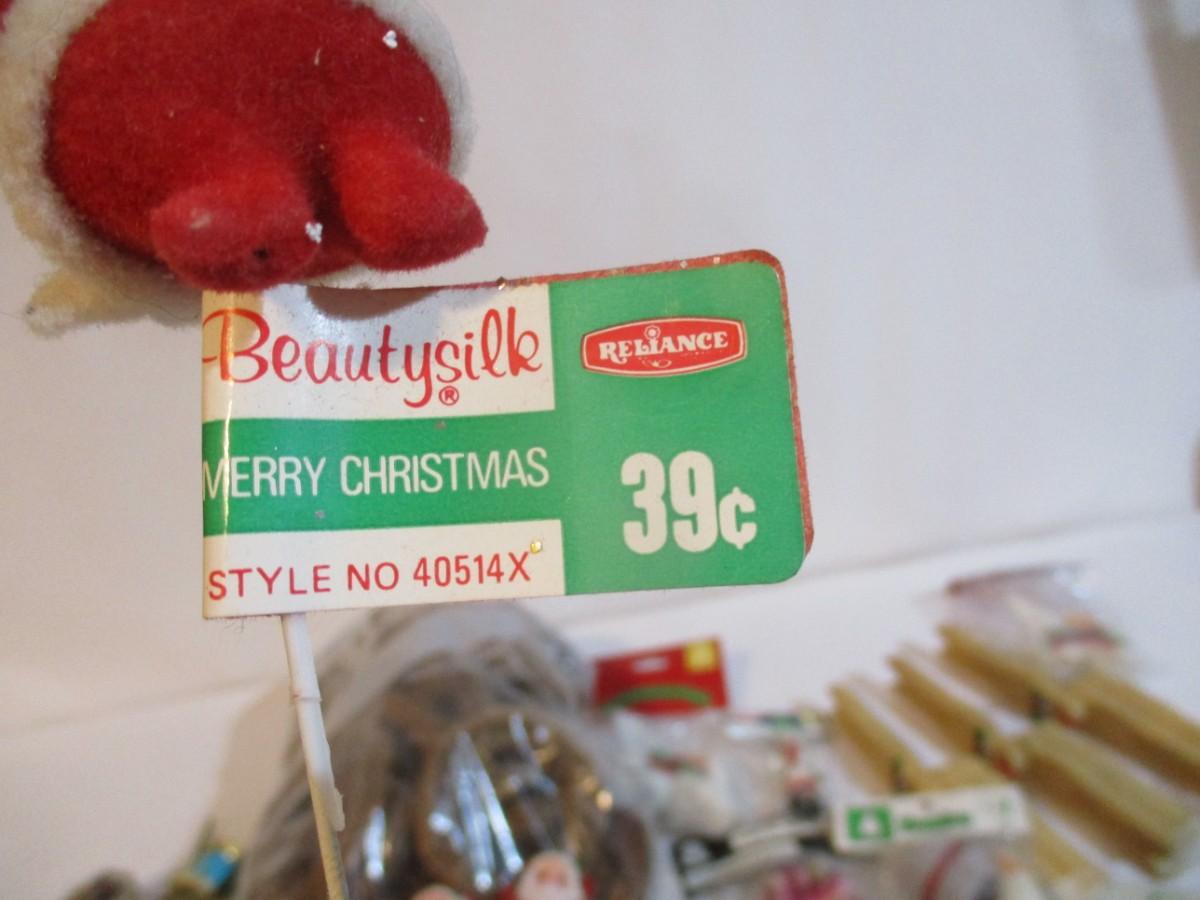 Beautysilk®
RELIANCE
MERRY CHRISTMAS
39¢
STYLE NO 40514X